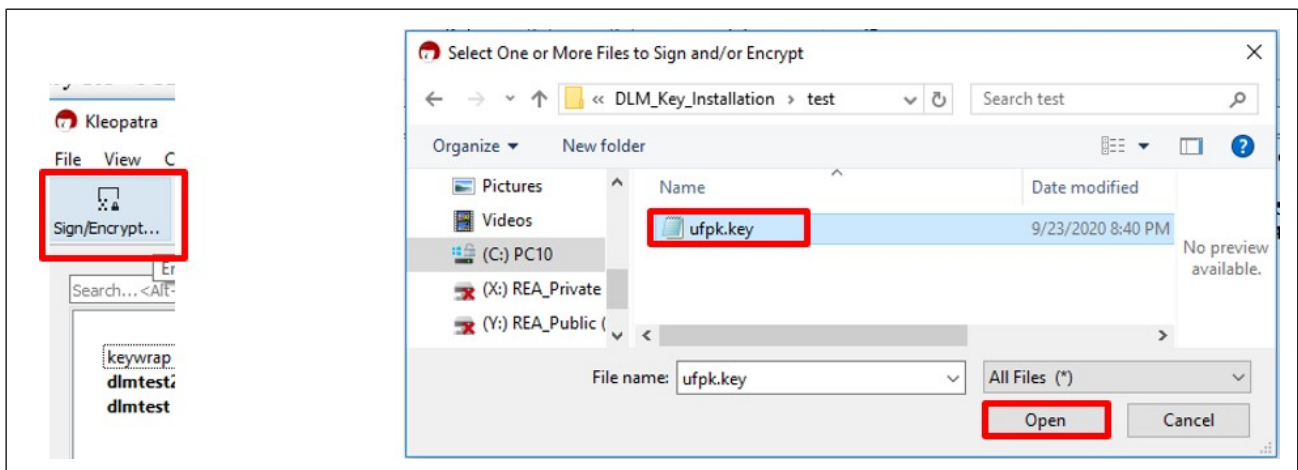 Kleopatra
File View
Sign/Encrypt...
Search...<Alt-
keywrap
dlmtest2
dlmtest
Select One or More Files to Sign and/or Encrypt
« DLM_Key_Installation › test
Search test
Organize
New folder
Name
Date modified
Pictures
Videos
(C:) PC10
(X:) REA_Private
(Y:) REA_Public (
ufpk.key
9/23/2020 8:40 PM
No preview
available.
File name:
ufpk.key
All Files (*)
Open
Cancel